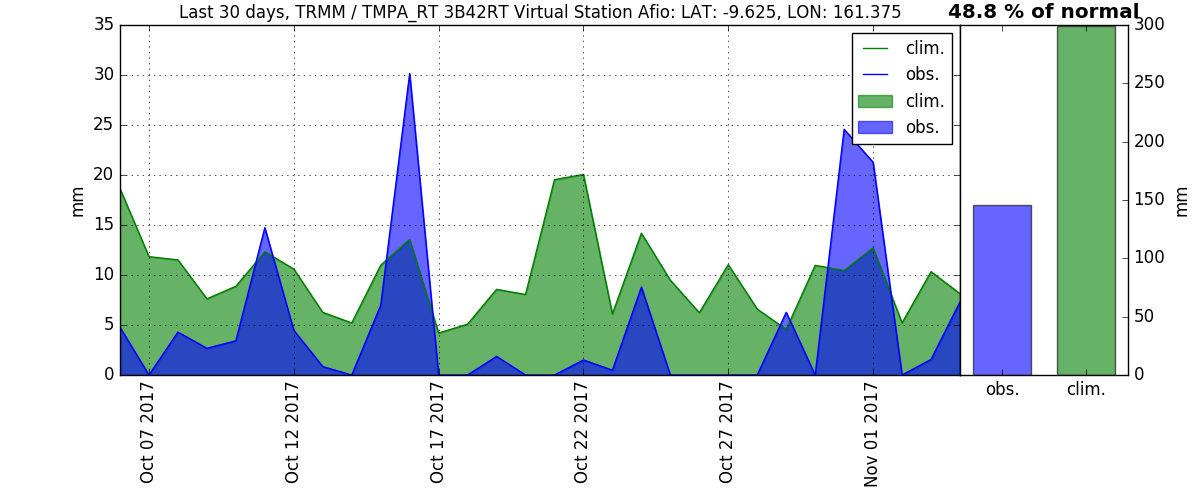 Last 30 days, TRMM / TMPA_RT 3B42RT Virtual Station Afio: LAT: -9.625, LON: 161.375
48.8 % of normal
35
30
25
20
15
10
5
0
mm
clim.
obs.
clim.
obs.
300
250
200
150
100
50
0
mm
obs.
clim.
Oct 07 2017
Oct 12 2017
Oct 17 2017
Oct 22 2017
Oct 27 2017
Nov 01 2017